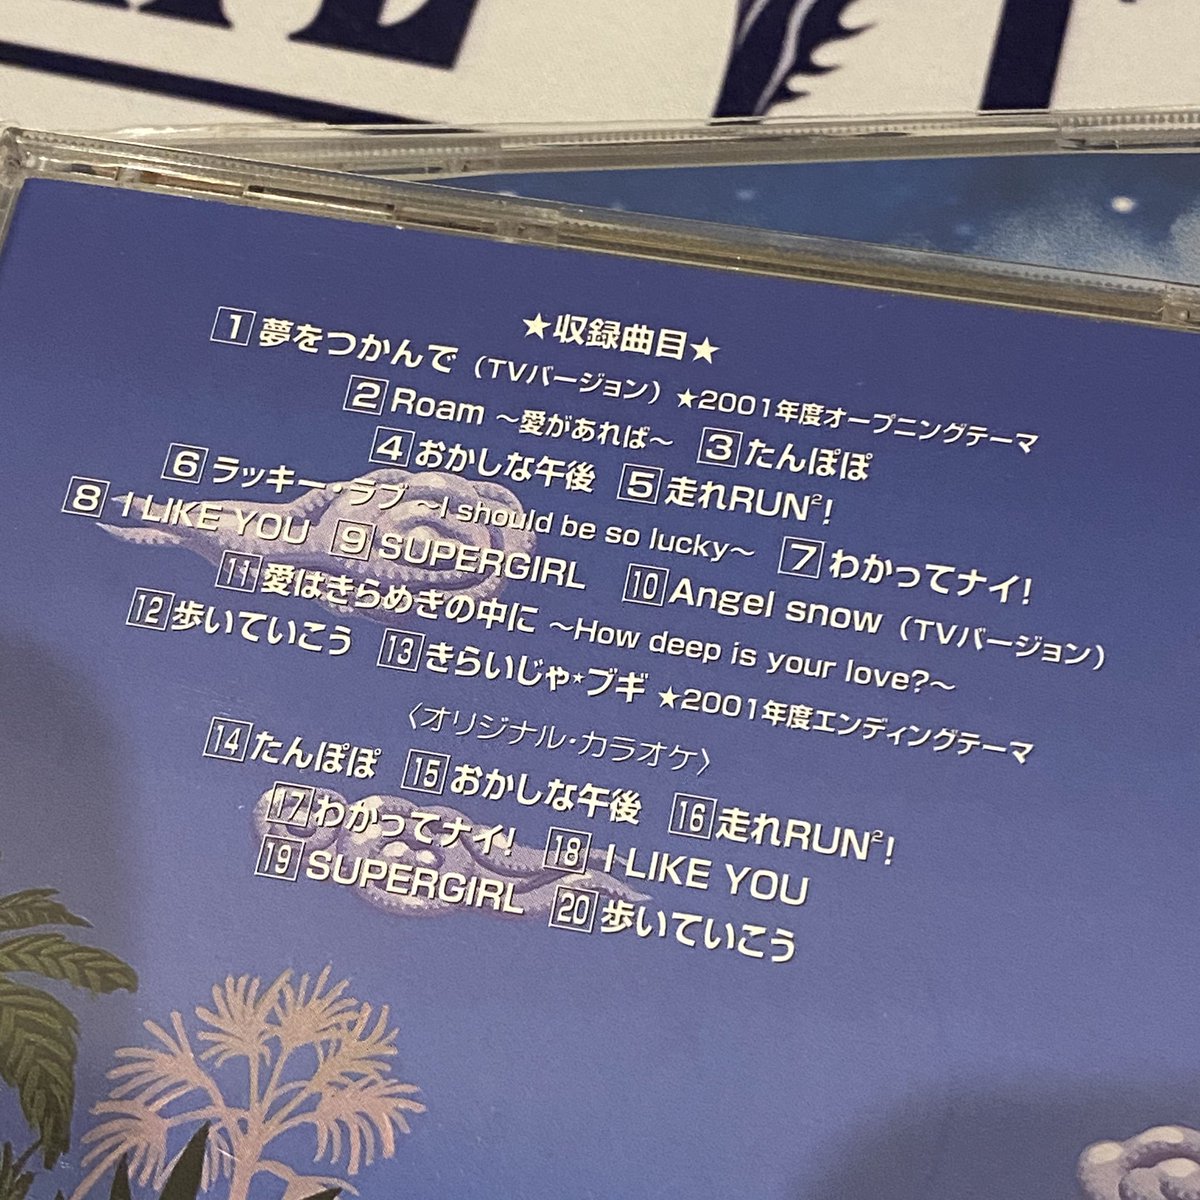 ★収録曲目★
1 夢をつかんで(TVバージョン)★2001年度オープニングテーマ
2 Roam ～愛があれば～ 3 たんぽぽ
4 おかしな午後 5 走れRUN²!
6 ラッキー・ラブ ～I should be so lucky～ 7 わかってナイ!
8 I LIKE YOU 9 SUPERGIRL 10 Angel snow(TVバージョン)
11 愛はきらめきの中に ～How deep is your love?～
12 歩いていこう 13 きらいじゃ★ブギ ★2001年度エンディングテーマ
〈オリジナル・カラオケ〉
14 たんぽぽ 15 おかしな午後 16 走れRUN²!
17 わかってナイ! 18 I LIKE YOU
19 SUPERGIRL 20 歩いていこう